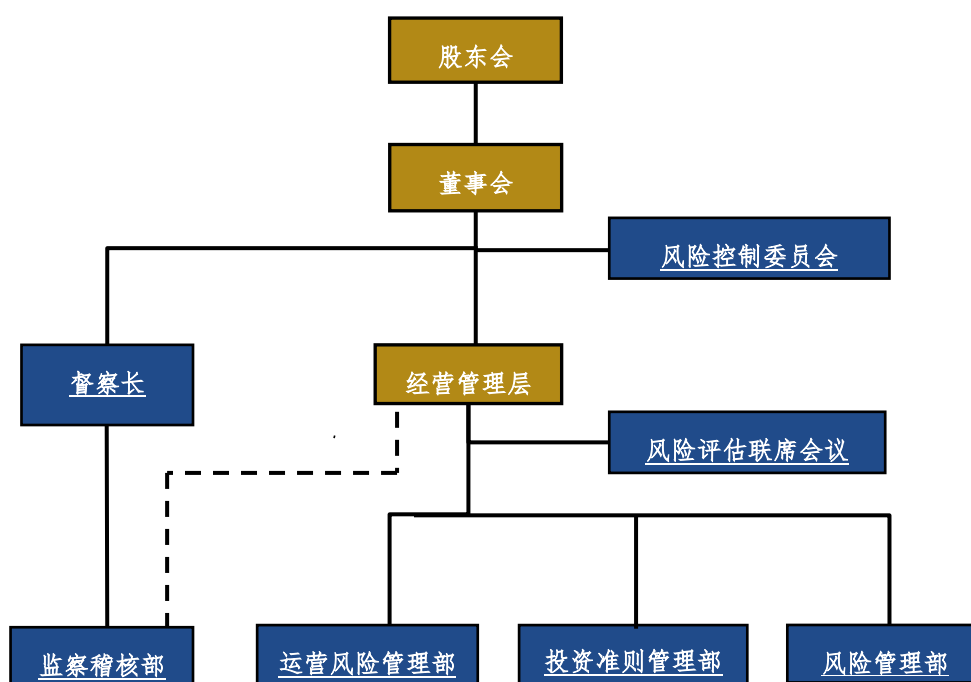 股东会
董事会
风险控制委员会
督察长
经营管理层
风险评估联席会议
监察稽核部
运营风险管理部
投资准则管理部
风险管理部